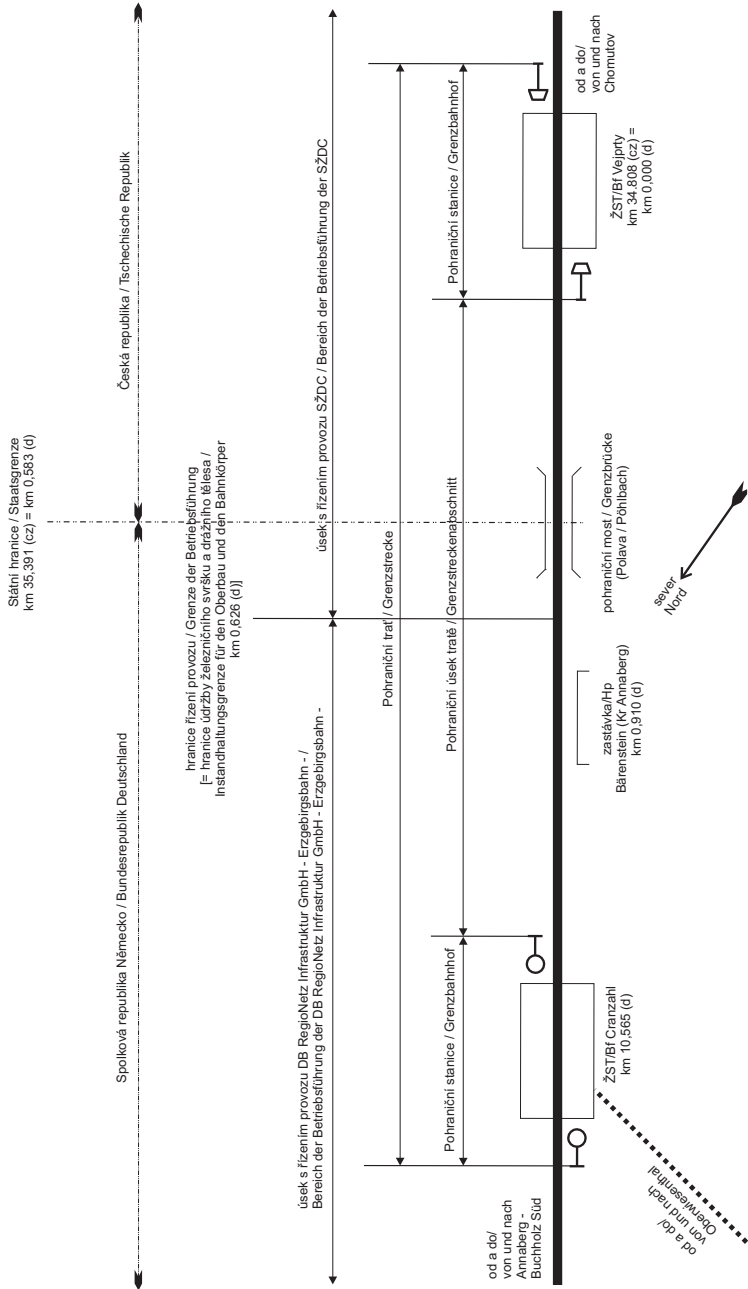 Státní hranice / Staatsgrenze
km 35,391 (cz) = km 0,583 (d)
Spolková republika Německo / Bundesrepublik Deutschland
Česká republika / Tschechische Republik
hranice řízení provozu / Grenze der Betriebsführung
[= hranice údržby železničního svršku a drážního tělesa /
Instandhaltungsgrenze für den Oberbau und den Bahnkörper
km 0,626 (d)]
úsek s řízením provozu DB RegioNetz Infrastruktur GmbH - Erzgebirgsbahn - /
Bereich der Betriebsführung der DB RegioNetz Infrastruktur GmbH - Erzgebirgsbahn -
úsek s řízením provozu SŽDC / Bereich der Betriebsführung der SŽDC
Pohraniční trať / Grenzstrecke
Pohraniční stanice / Grenzbahnhof
Pohraniční úsek tratě / Grenzstreckenabschnitt
Pohraniční stanice / Grenzbahnhof
od a do/
von und nach
Annaberg -
Buchholz Süd
od a do/
von und nach
Chomutov
ŽST/Bf Cranzahl
km 10,565 (d)
zastávka/Hp
Bärenstein (Kr Annaberg)
km 0,910 (d)
pohraniční most / Grenzbrücke
(Polava / Pöhlbach)
ŽST/Bf Vejprty
km 34.808 (cz) =
km 0,000 (d)
od a do/
von und nach
Oberwiesenthal
sever
Nord